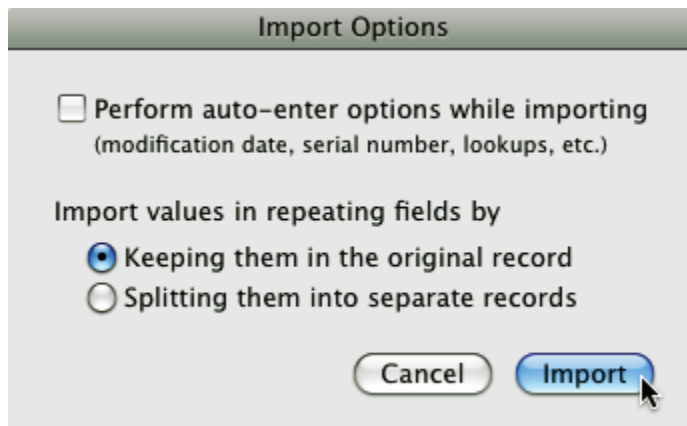 Import Options
Perform auto-enter options while importing
(modification date, serial number, lookups, etc.)
Import values in repeating fields by
Keeping them in the original record
Splitting them into separate records
Cancel
Import